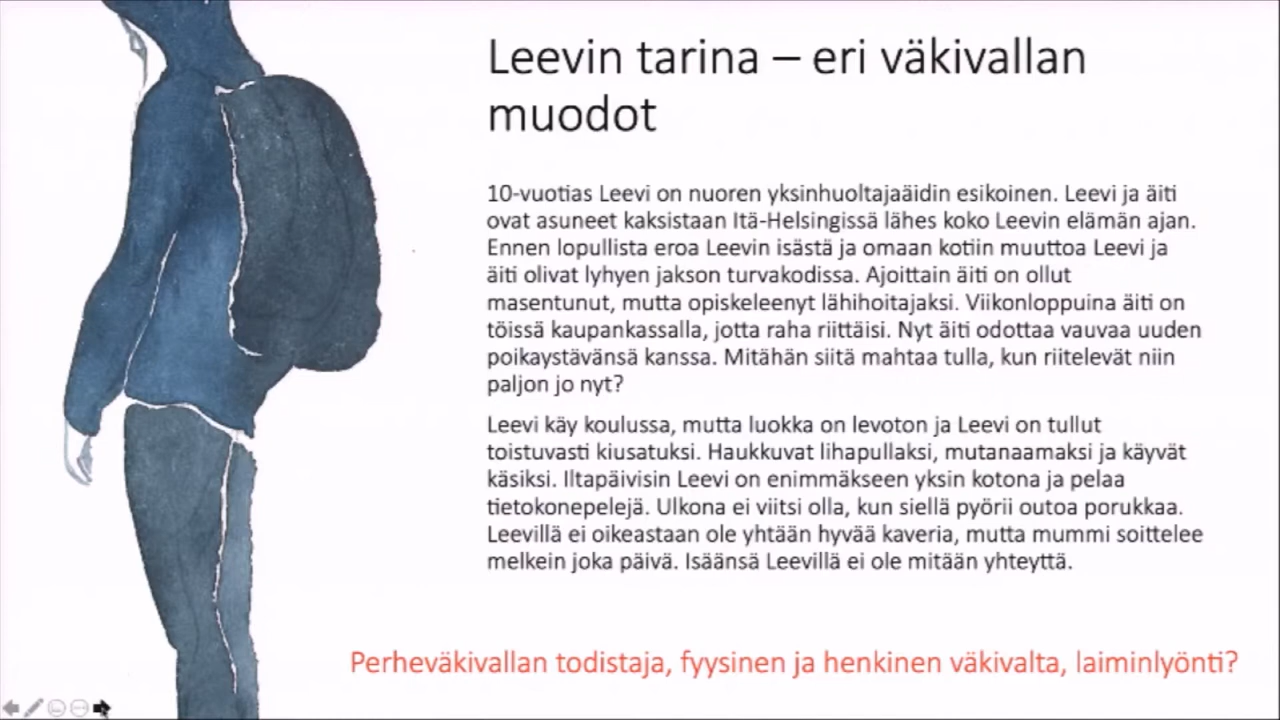 Leevin tarina – eri väkivallan
muodot
10-vuotias Leevi on nuoren yksinhuoltajaäidin esikoinen. Leevi ja äiti
ovat asuneet kaksistaan Itä-Helsingissä lähes koko Leevin elämän ajan.
Ennen lopullista eroa Leevin isästä ja omaan kotiin muuttoa Leevi ja
äiti olivat lyhyen jakson turvakodissa. Ajoittain äiti on ollut
masentunut, mutta opiskeleenyt lähihoitajaksi. Viikonloppuina äiti on
töissä kaupankassalla, jotta raha riittäisi. Nyt äiti odottaa vauvaa uuden
poikaystävänsä kanssa. Mitähän siitä mahtaa tulla, kun riitelevät niin
paljon jo nyt?
Leevi käy koulussa, mutta luokka on levoton ja Leevi on tullut
toistuvasti kiusatuksi. Haukkuvat lihapullaksi, mutanaamaksi ja käyvät
käsiksi. Iltapäivisin Leevi on enimmäkseen yksin kotona ja pelaa
tietokonepelejä. Ulkona ei viitsi olla, kun siellä pyörii outoa porukkaa.
Leevillä ei oikeastaan ole yhtään hyvää kaveria, mutta mummi soittelee
melkein joka päivä. Isäänsä Leevillä ei ole mitään yhteyttä.
Perheväkivallan todistaja, fyysinen ja henkinen väkivalta, laiminlyönti?